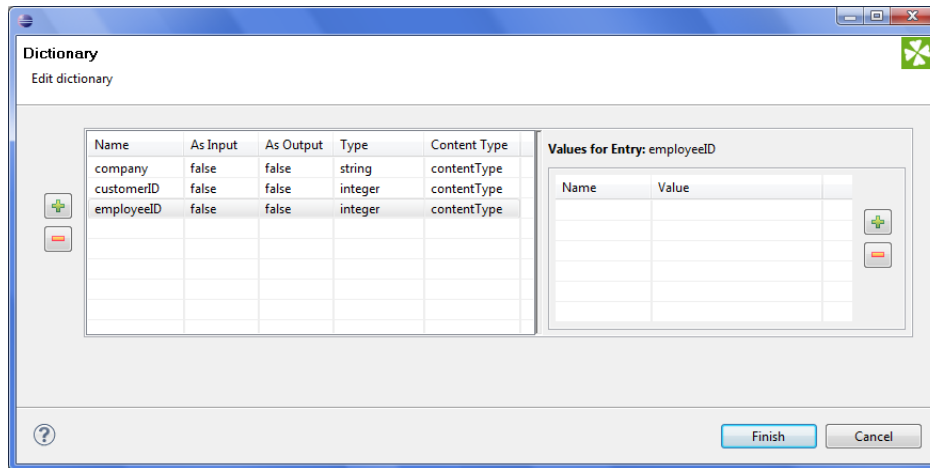 Dictionary
Edit dictionary
Name As Input As Output Type Content Type
company false false string contentType
customerID false false integer contentType
employeeID false false integer contentType
Values for Entry: employeeID
Name Value
Finish Cancel